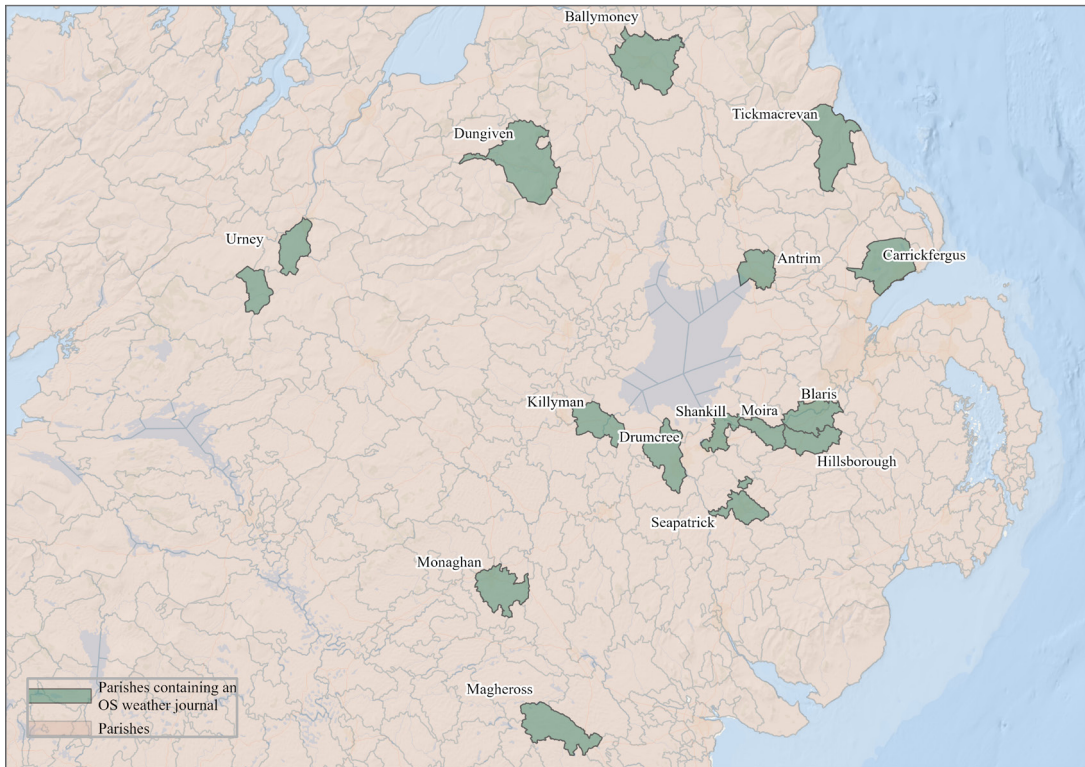 Ballymoney
Tickmacrevan
Dungiven
Urney
Antrim
Carrickfergus
Killyman
Shankill
Moira
Blaris
Drumcree
Hillsborough
Seapatrick
Monaghan
Magheross
Parishes containing an
OS weather journal
Parishes